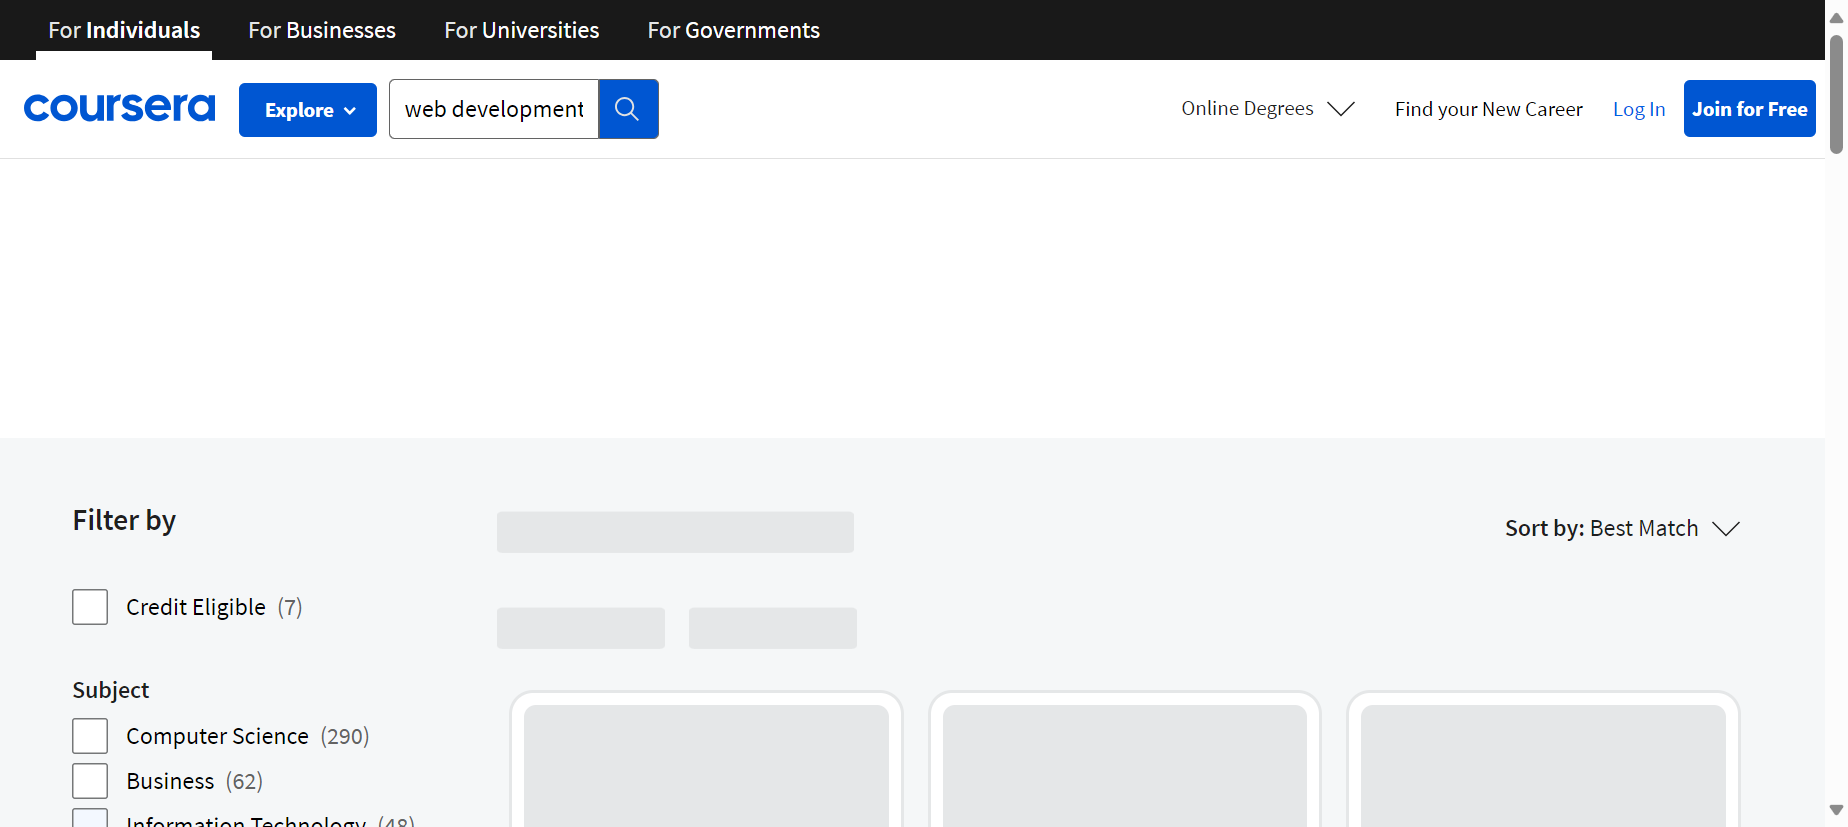 For Individuals
For Businesses
For Universities
For Governments
coursera
Explore
web development
Online Degrees
Find your New Career
Log In
Join for Free
Filter by
Sort by: Best Match
Credit Eligible (7)
Subject
Computer Science (290)
Business (62)
Information Technology (48)